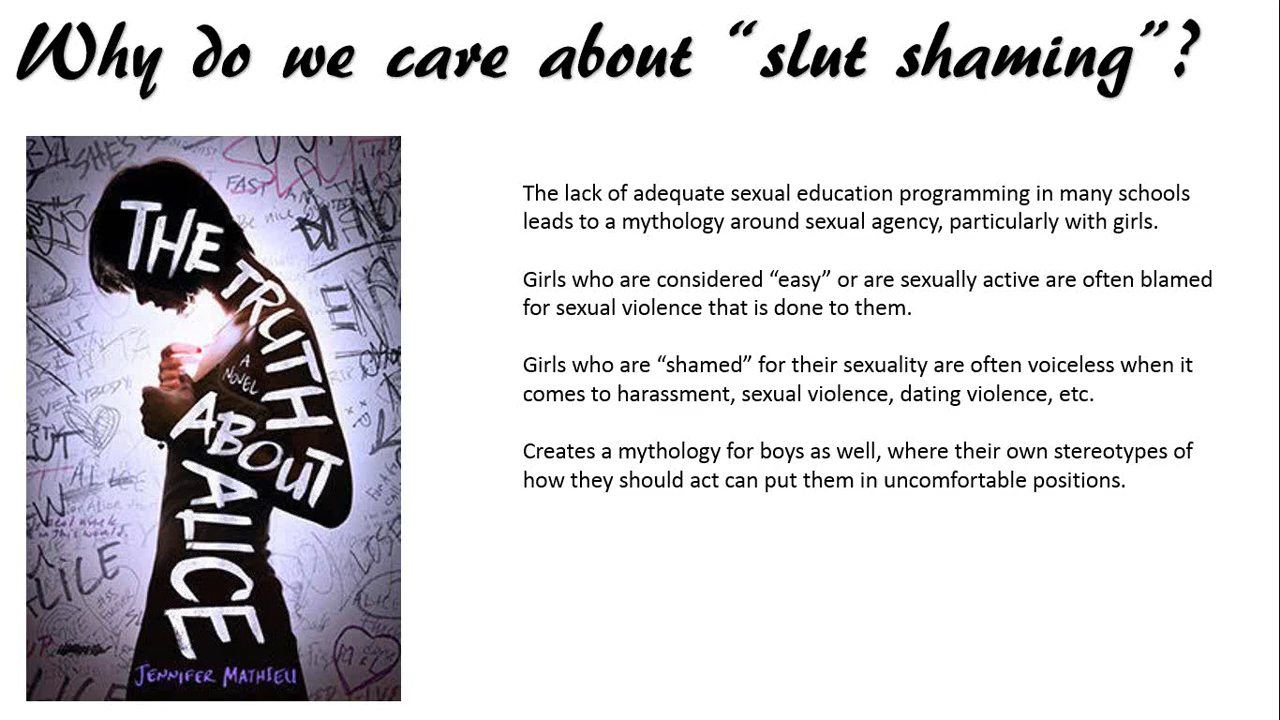 Why do we care about “slut shaming”?
THE
TRUTH
A
NOVEL
ABOUT
ALICE
JENNIFER MATHIEU
SHE'S
FAST
The lack of adequate sexual education programming in many schools
leads to a mythology around sexual agency, particularly with girls.
Girls who are considered “easy” or are sexually active are often blamed
for sexual violence that is done to them.
Girls who are “shamed” for their sexuality are often voiceless when it
comes to harassment, sexual violence, dating violence, etc.
Creates a mythology for boys as well, where their own stereotypes of
how they should act can put them in uncomfortable positions.